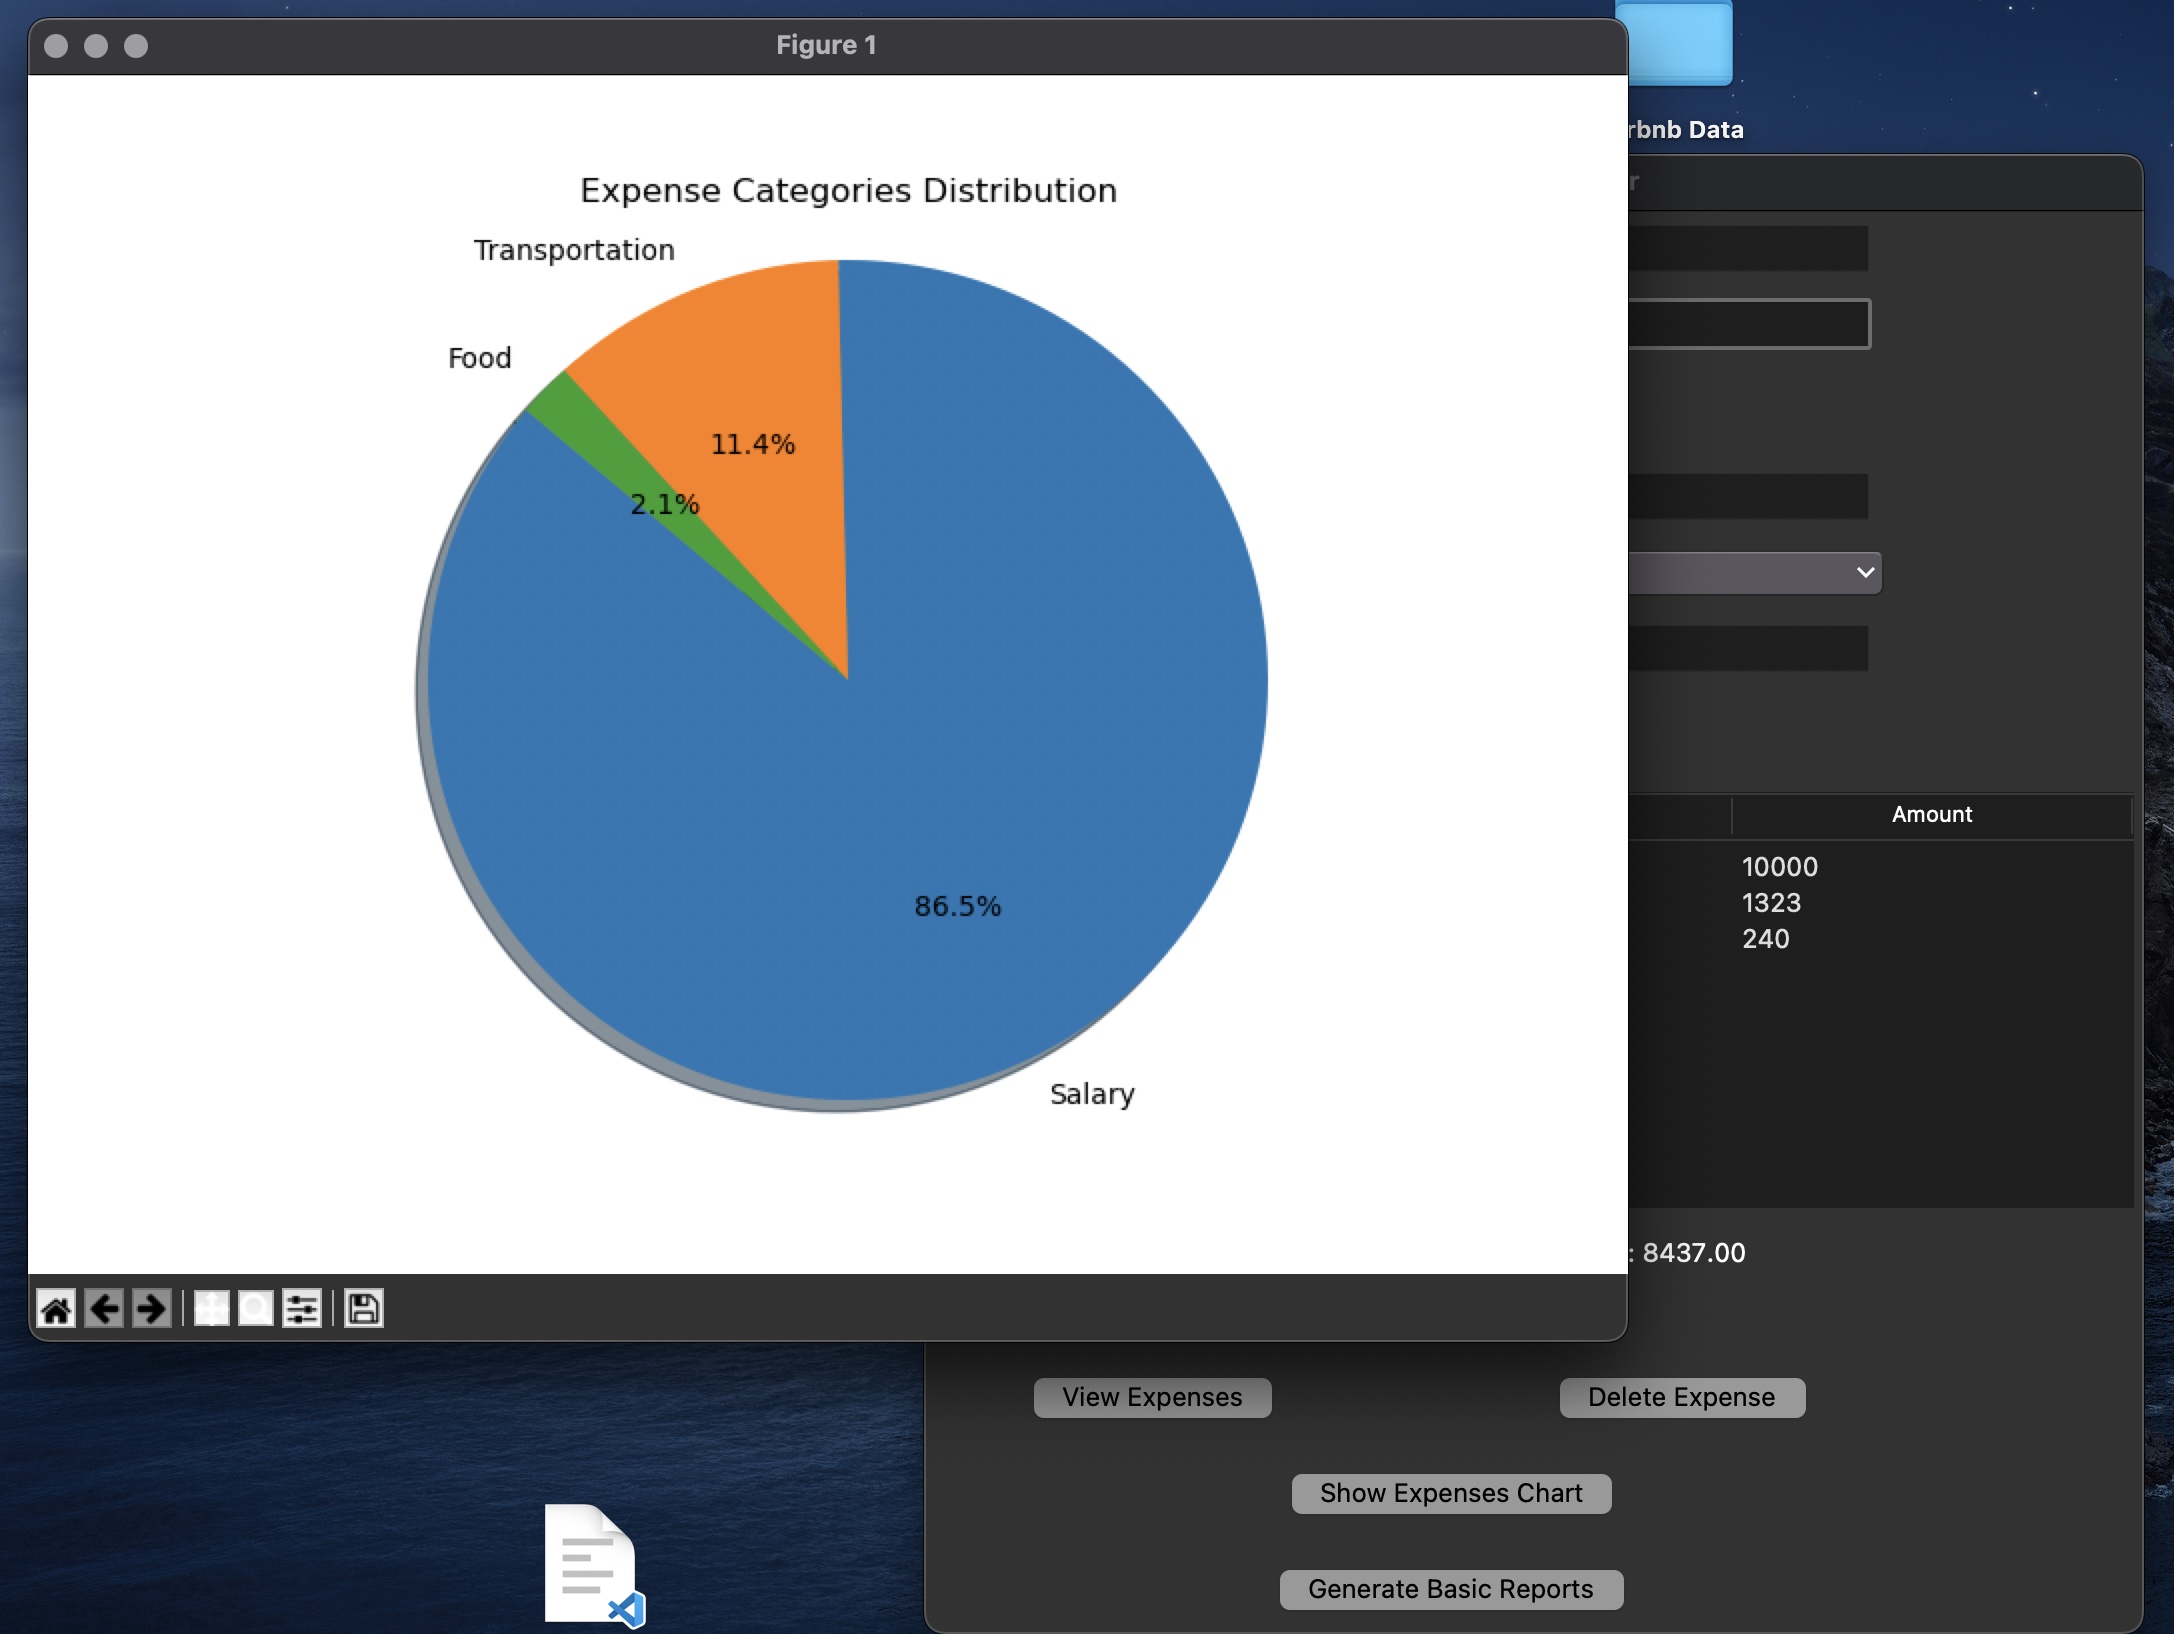 Figure 1
Expense Categories Distribution
Transportation
Food
11.4%
2.1%
86.5%
Salary
Data
Amount
10000
1323
240
: 8437.00
View Expenses
Delete Expense
Show Expenses Chart
Generate Basic Reports